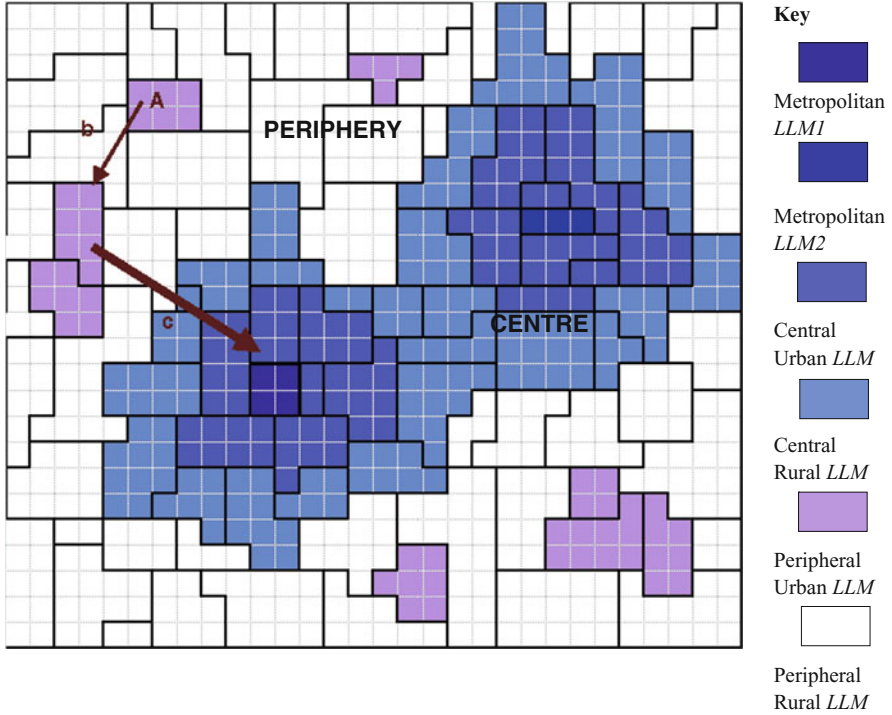 A
b
PERIPHERY
c
CENTRE
Key
Metropolitan
LLM1
Metropolitan
LLM2
Central
Urban LLM
Central
Rural LLM
Peripheral
Urban LLM
Peripheral
Rural LLM